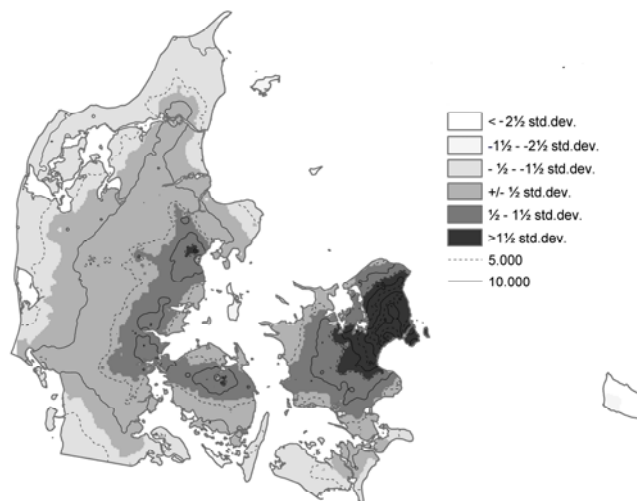 < -2½ std.dev.
-1½ - -2½ std.dev.
- ½ - -1½ std.dev.
+/- ½ std.dev.
½ - 1½ std.dev.
>1½ std.dev.
5.000
10.000